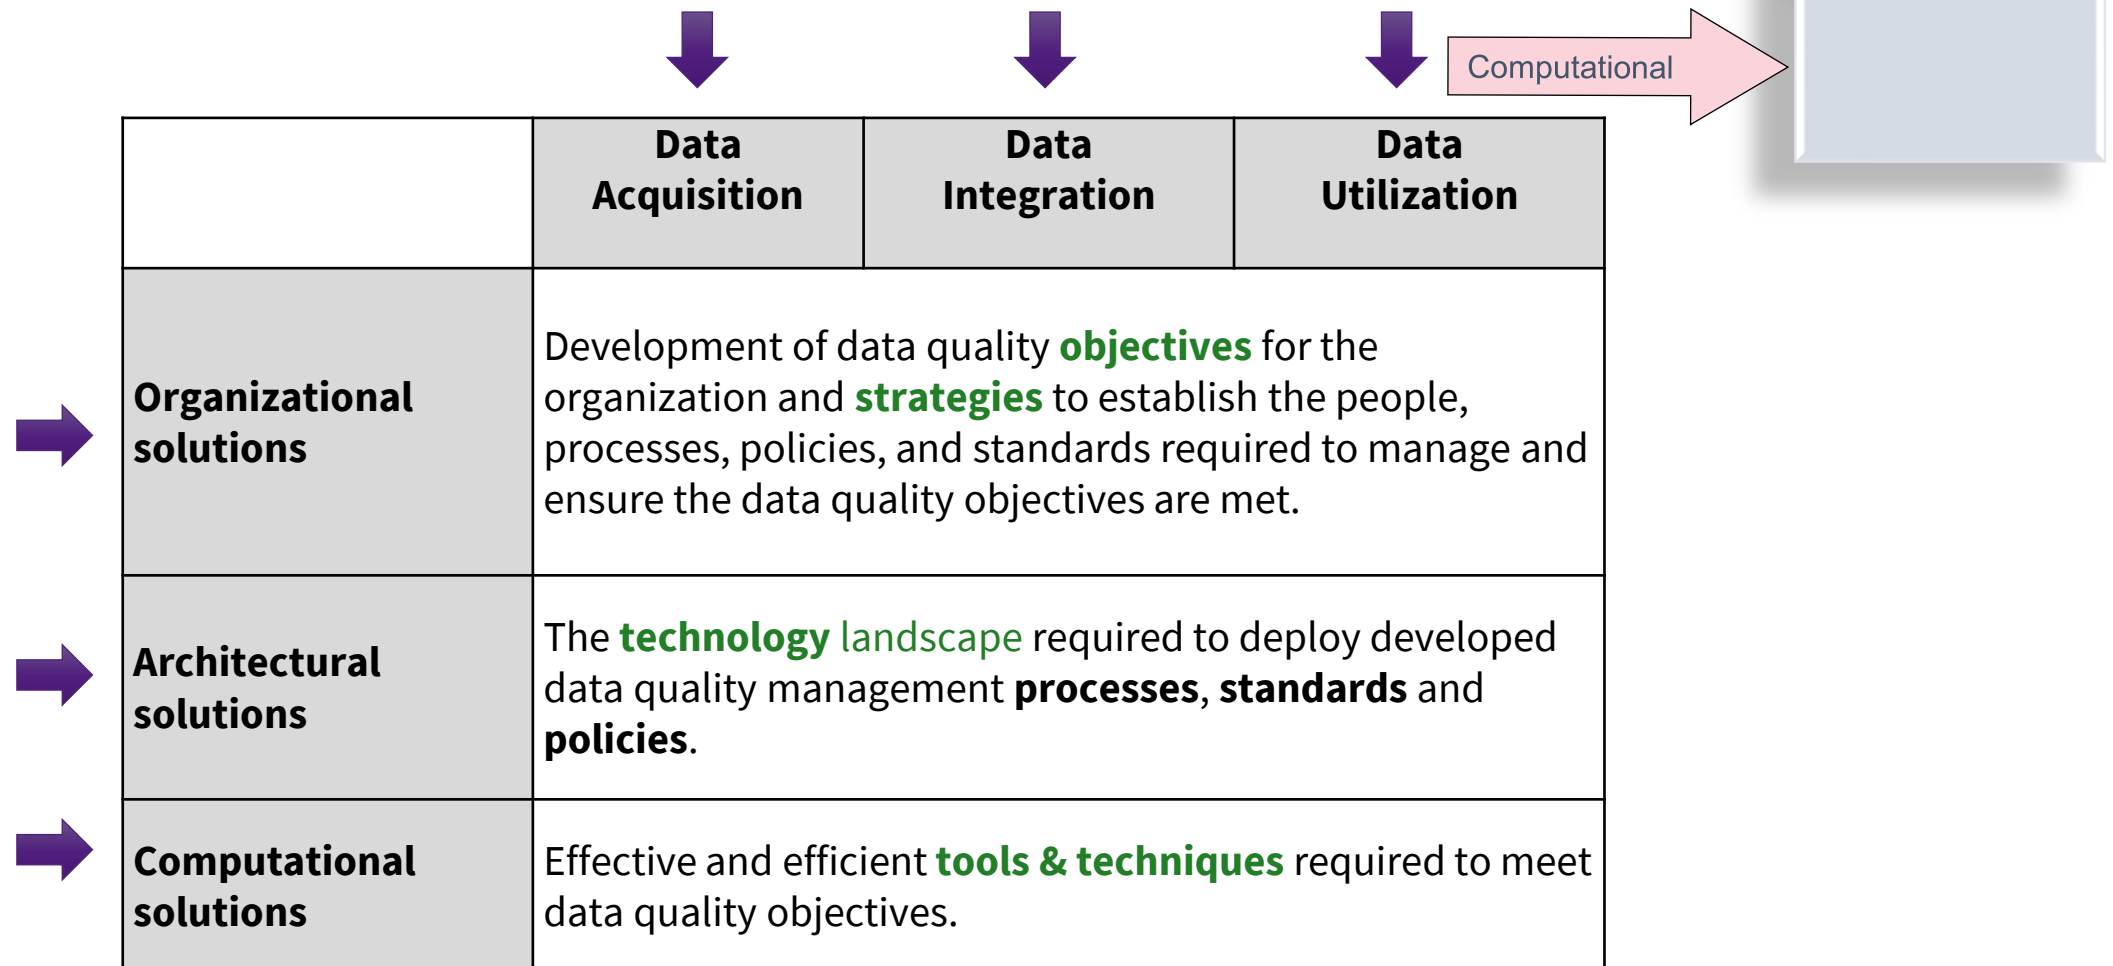 Computational
Data
Acquisition
Data
Integration
Data
Utilization
Organizational
solutions
Development of data quality objectives for the
organization and strategies to establish the people,
processes, policies, and standards required to manage and
ensure the data quality objectives are met.
Architectural
solutions
The technology landscape required to deploy developed
data quality management processes, standards and
policies.
Computational
solutions
Effective and efficient tools & techniques required to meet
data quality objectives.